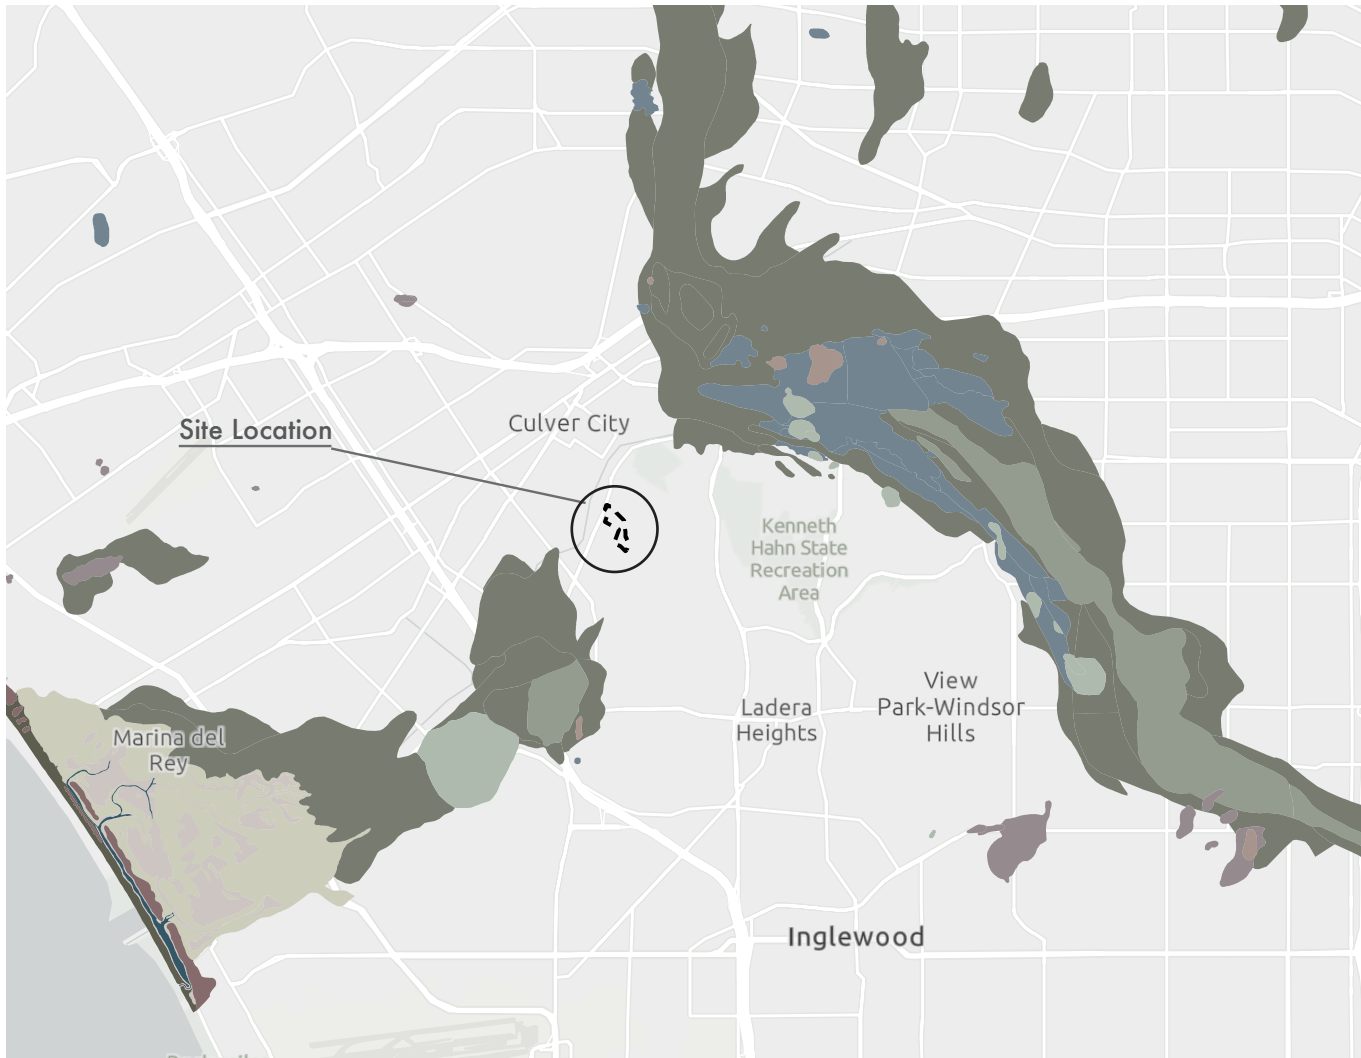 Culver City
Site Location
Kenneth
Hahn State
Recreation
Area
View
Park-Windsor
Hills
Ladera
Heights
Marina del
Rey
Inglewood